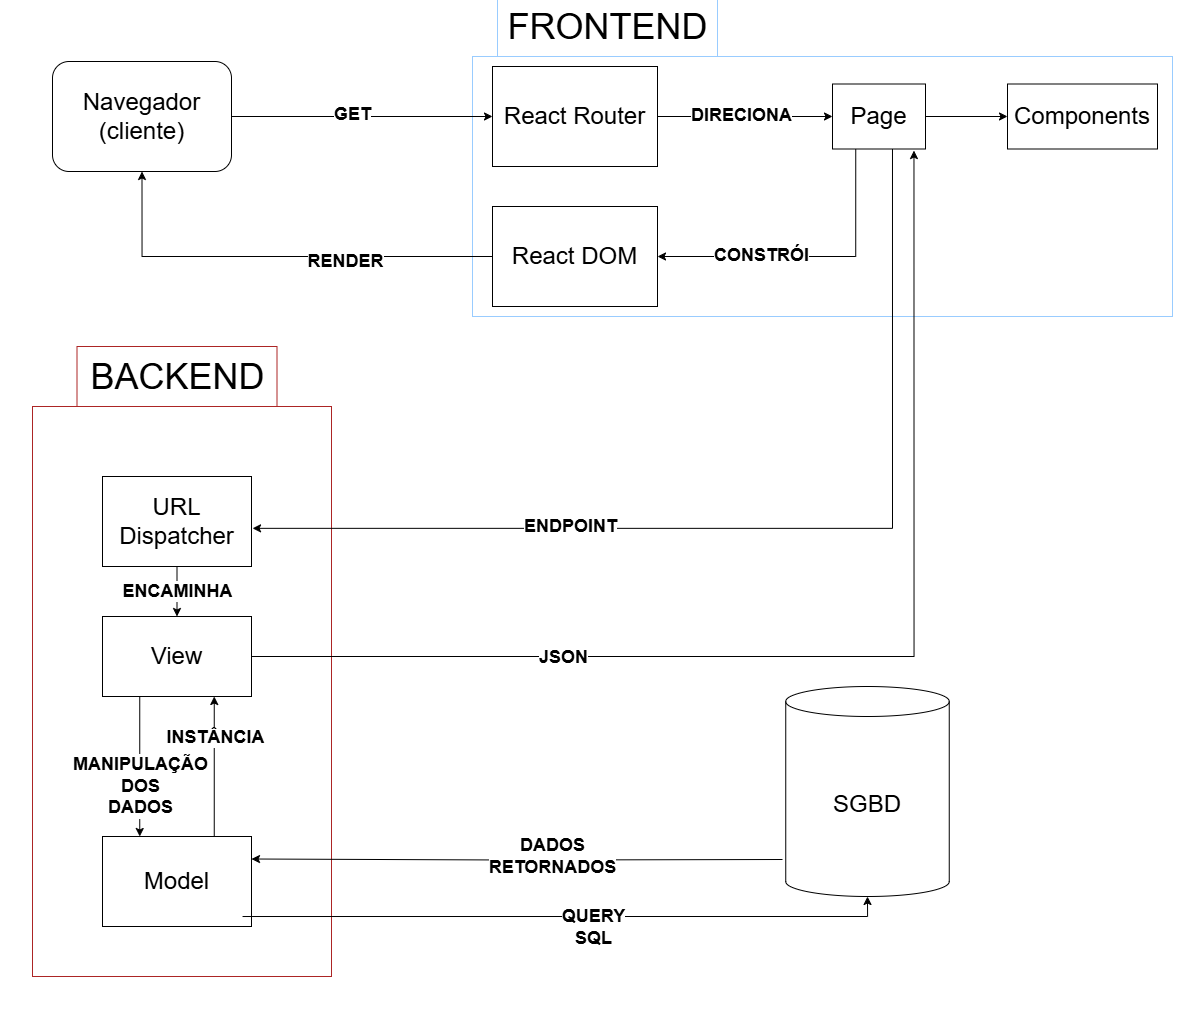 FRONTEND
Navegador
(cliente)
GET
React Router
DIRECIONA
Page
Components
RENDER
React DOM
CONSTRÓI
BACKEND
URL
Dispatcher
ENDPOINT
ENCAMINHA
View
JSON
INSTÂNCIA
MANIPULAÇÃO
DOS
DADOS
SGBD
Model
DADOS
RETORNADOS
QUERY
SQL